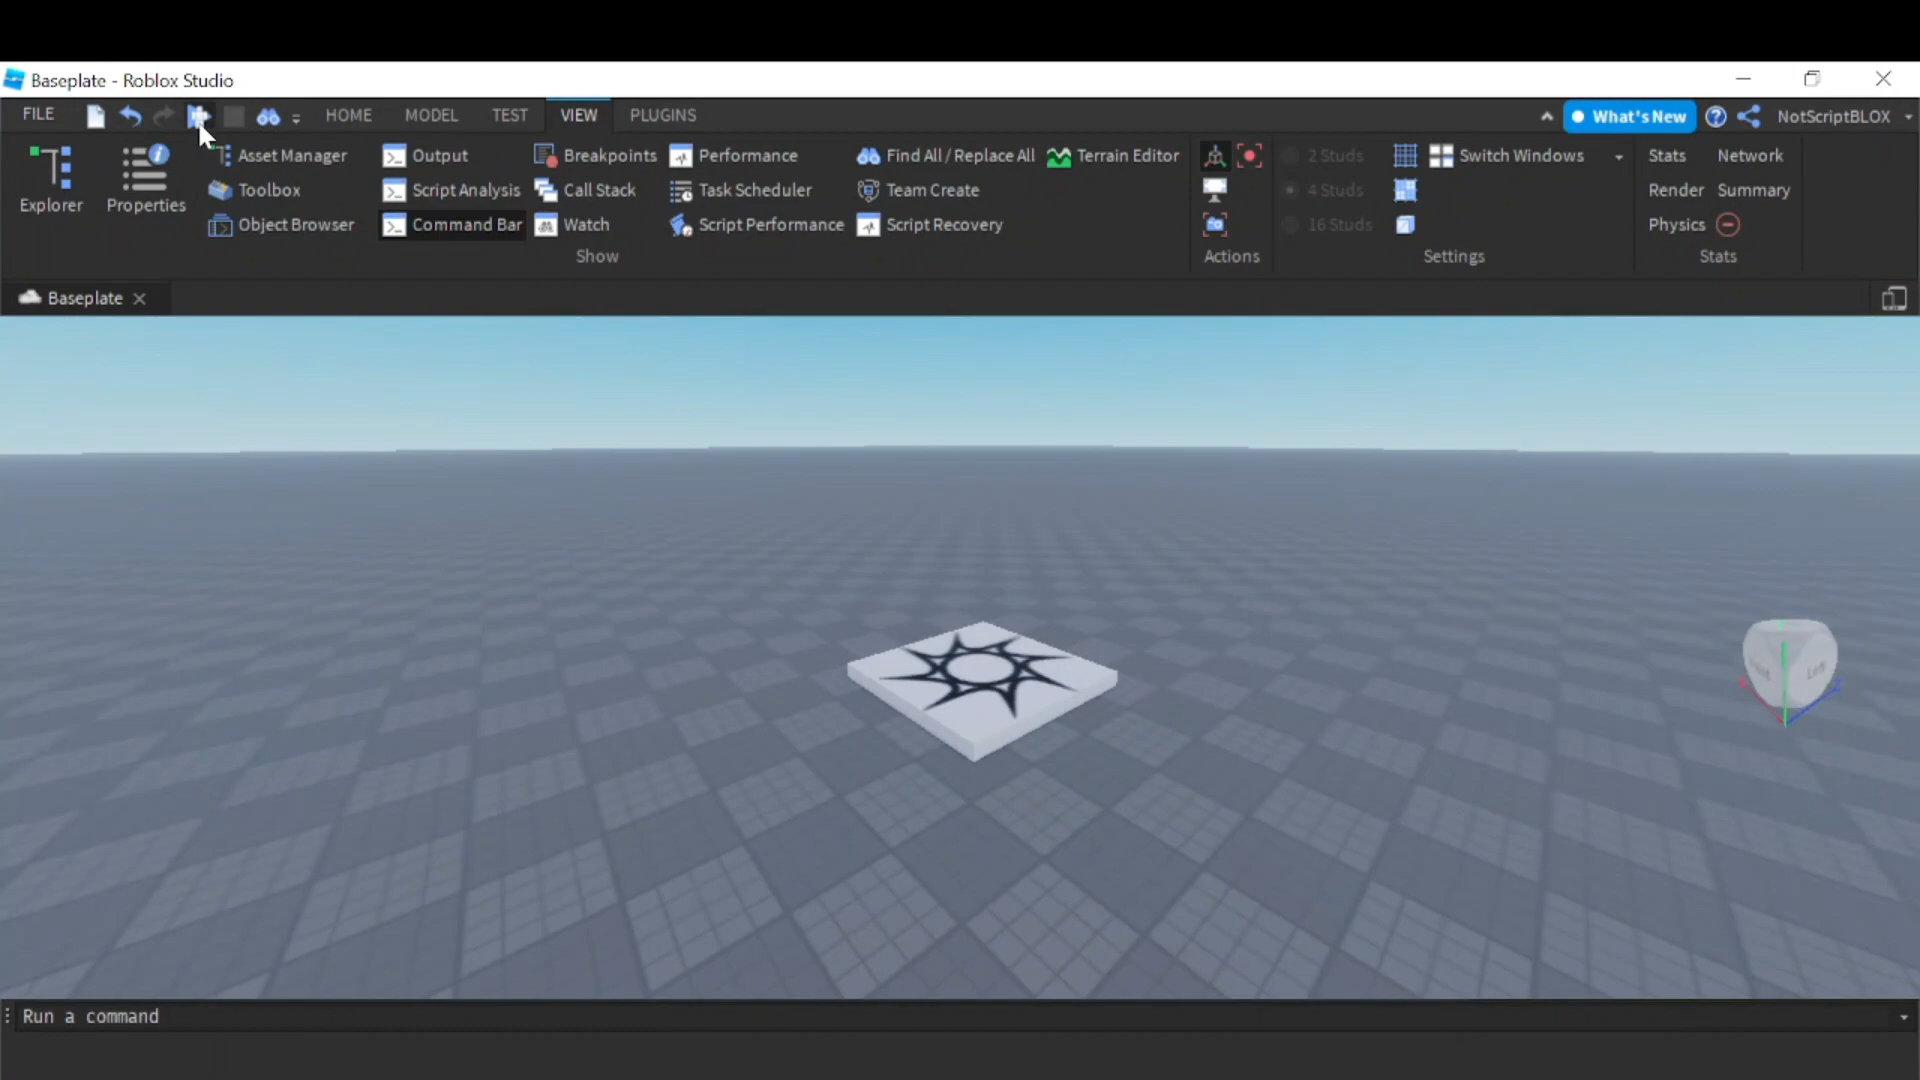 Baseplate - Roblox Studio
FILE HOME MODEL TEST VIEW PLUGINS What's New NotScriptBLOX
Asset Manager Output Breakpoints Performance Find All / Replace All Terrain Editor 2 Studs Switch Windows Stats Network
Explorer Properties Toolbox Script Analysis Call Stack Task Scheduler Team Create 4 Studs Render Summary
Object Browser Command Bar Watch Script Performance Script Recovery 16 Studs Physics
Show Actions Settings Stats
Baseplate
Left
Run a command